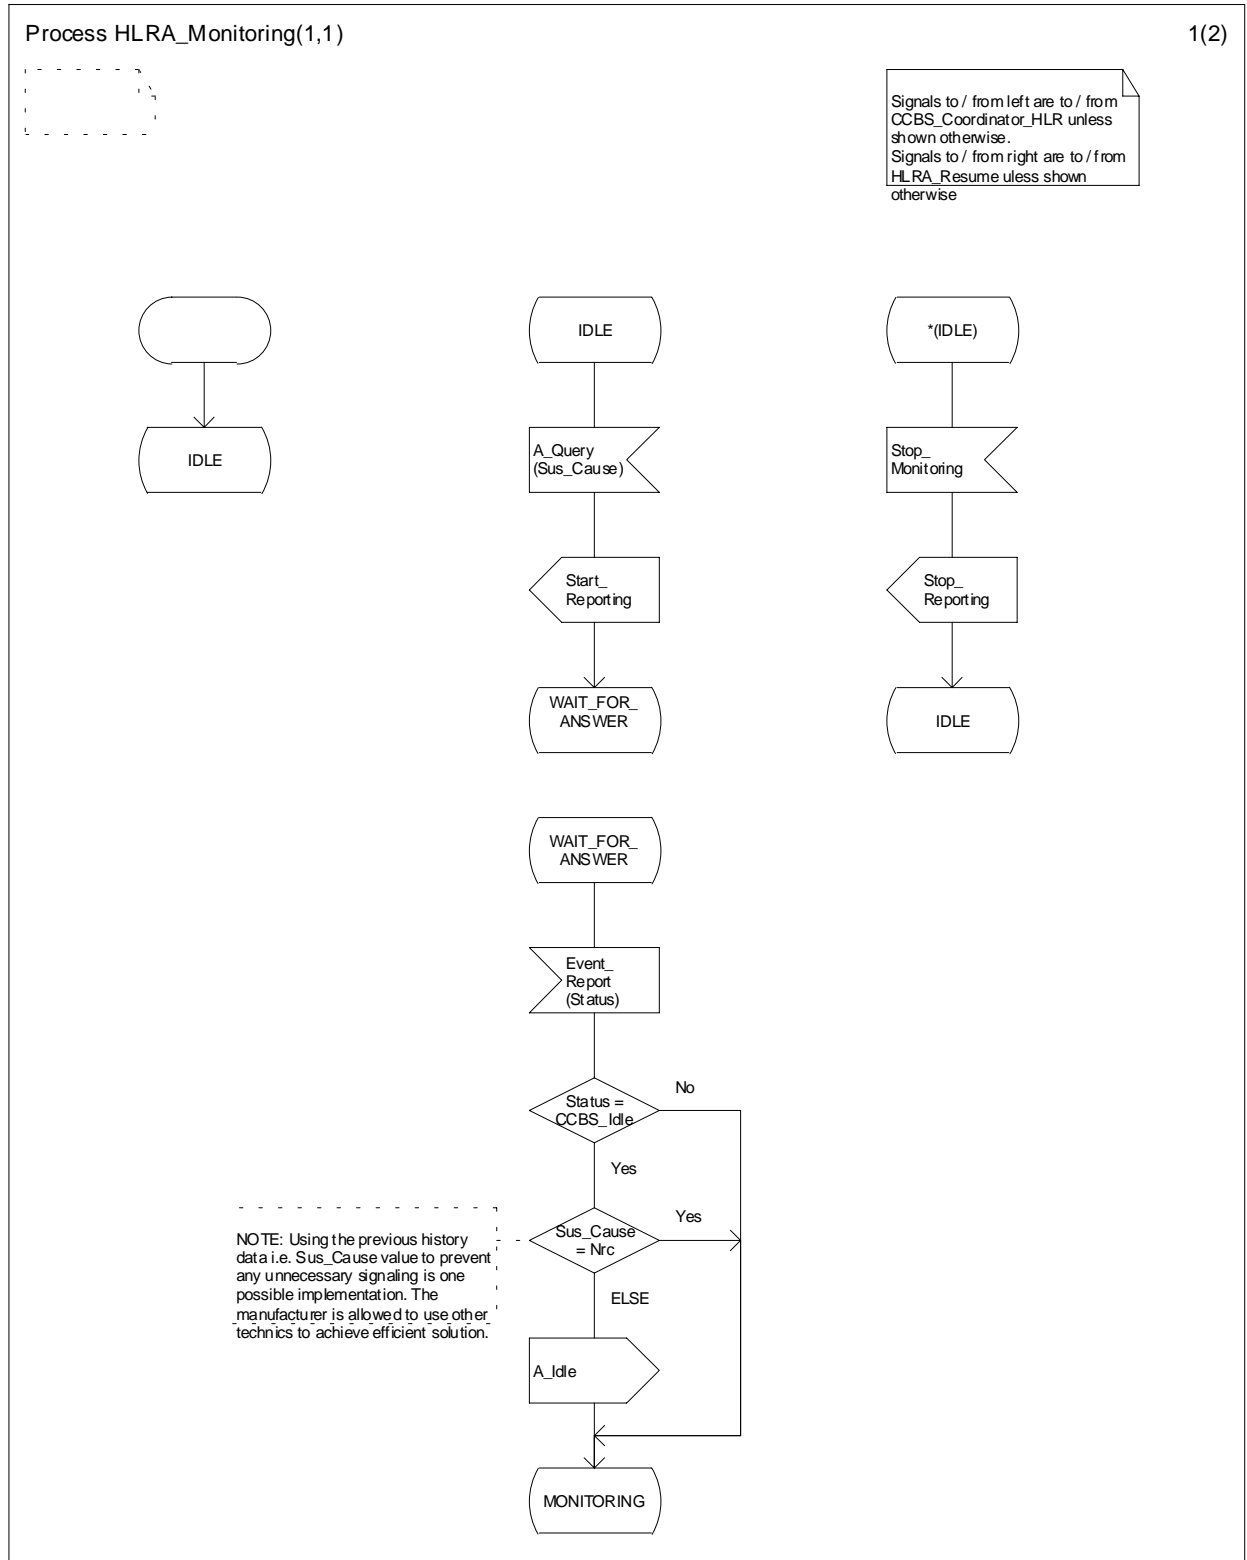 Process HLRA_Monitoring(1,1)
1(2)
Signals to / from left are to / from
CCBS_Coordinator_HLR unless
shown otherwise.
Signals to / from right are to / from
HLRA_Resume uless shown
otherwise
IDLE
IDLE
A_Query
(Sus_Cause)
Start_
Reporting
WAIT_FOR_
ANSWER
*(IDLE)
Stop_
Monitoring
Stop_
Reporting
IDLE
WAIT_FOR_
ANSWER
Event_
Report
(Status)
Status =
CCBS_Idle
No
Yes
Sus_Cause
= Nrc
Yes
NOTE: Using the previous history
data i.e. Sus_Cause value to prevent
any unnecessary signaling is one
possible implementation. The
manufacturer is allowed to use other
technics to achieve efficient solution.
ELSE
A_Idle
MONITORING